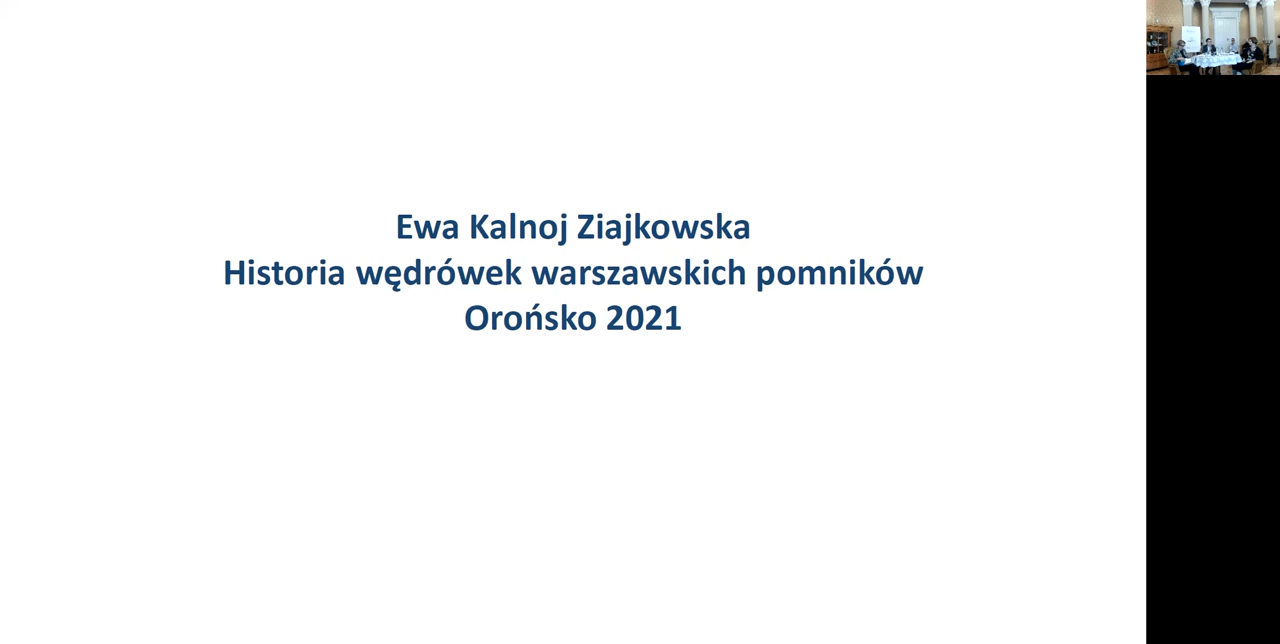 Ewa Kalnoj Ziajkowska
Historia wędrówek warszawskich pomników
Orońsko 2021